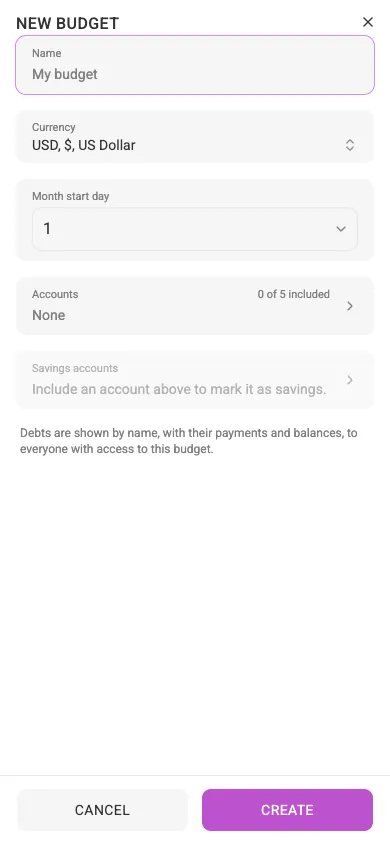 NEW BUDGET
Name
My budget
Currency
USD, $, US Dollar
Month start day
1
Accounts
0 of 5 included
None
Savings accounts
Include an account above to mark it as savings.
Debts are shown by name, with their payments and balances, to
everyone with access to this budget.
CANCEL
CREATE